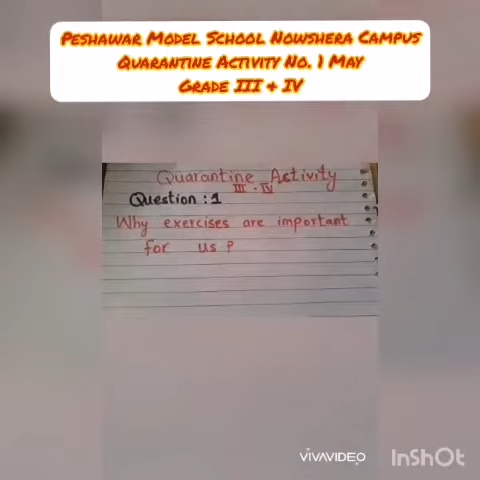 Peshawar Model School Nowshera Campus
Quarantine Activity No. 1 May
Grade III & IV
Quarantine Activity
III - IV
Question : 1
Why exercises are important
for us ?
VIVAVIDEO
InShOt